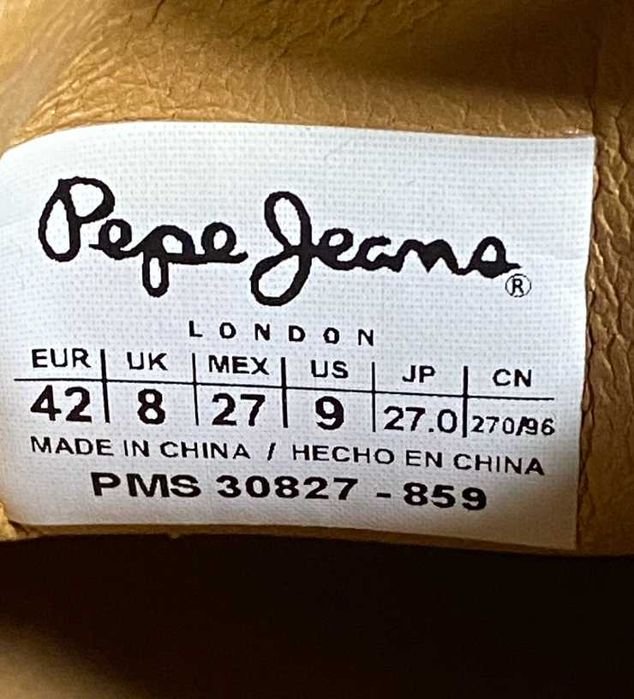 Pepe Jeans®
LONDON
EUR | UK | MEX | US | JP | CN
42 | 8 | 27 | 9 | 27.0 | 270/96
MADE IN CHINA / HECHO EN CHINA
PMS 30827 - 859